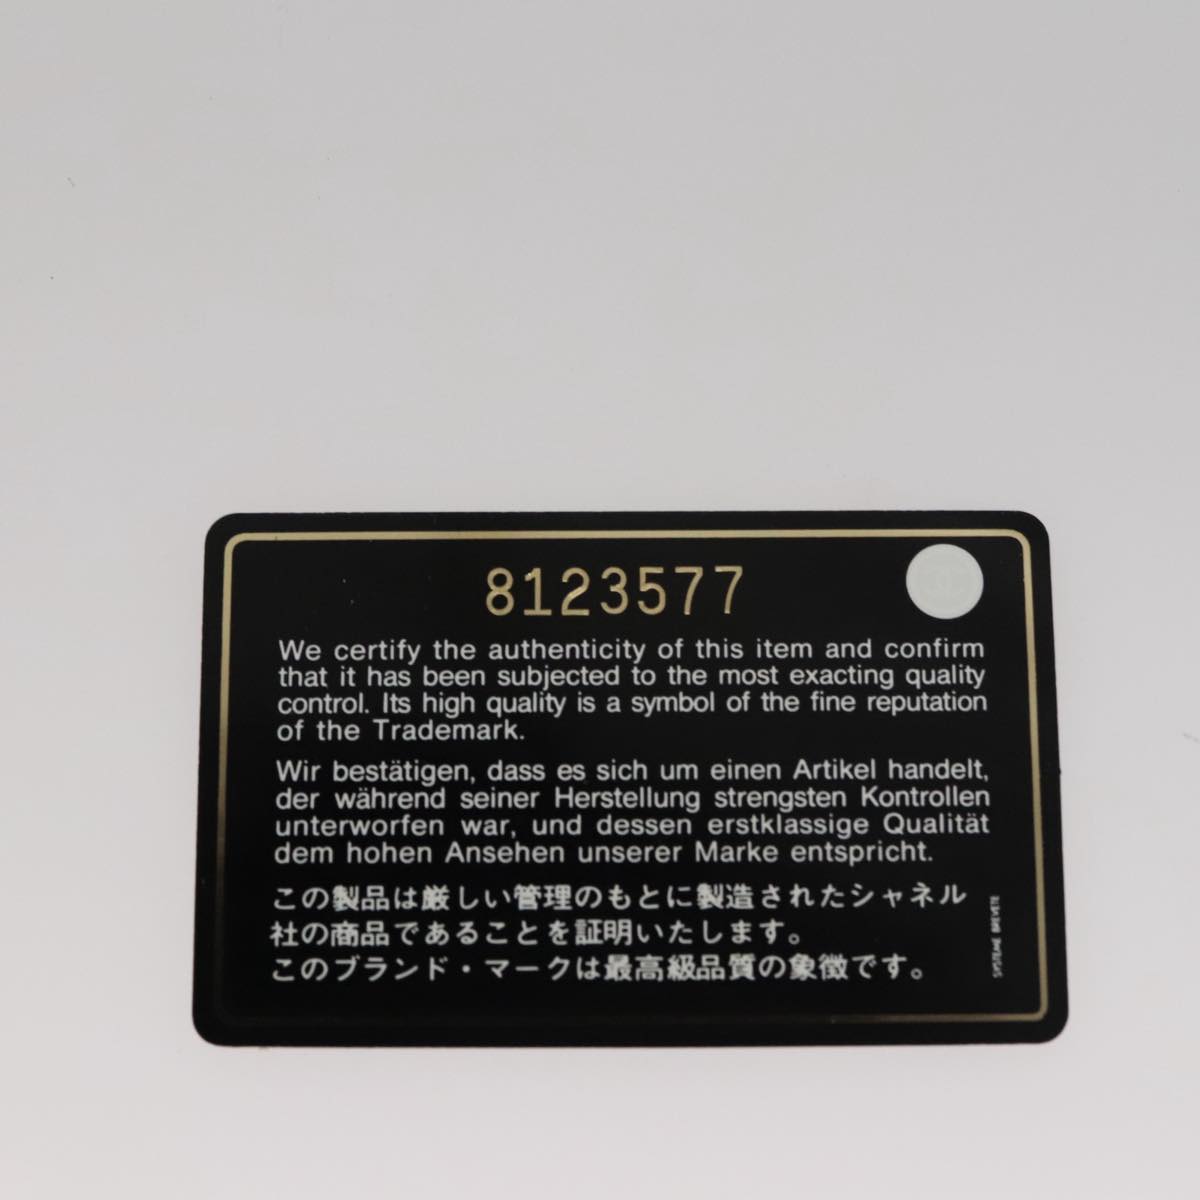 8123577
We certify the authenticity of this item and confirm
that it has been subjected to the most exacting quality
control. Its high quality is a symbol of the fine reputation
of the Trademark.
Wir bestätigen, dass es sich um einen Artikel handelt,
der während seiner Herstellung strengsten Kontrollen
unterworfen war, und dessen erstklassige Qualität
dem hohen Ansehen unserer Marke entspricht.
この製品は厳しい管理のもとに製造されたシャネル
社の商品であることを証明いたします。
このブランド・マークは最高級品質の象徴です。
SYSTEME BREVETE